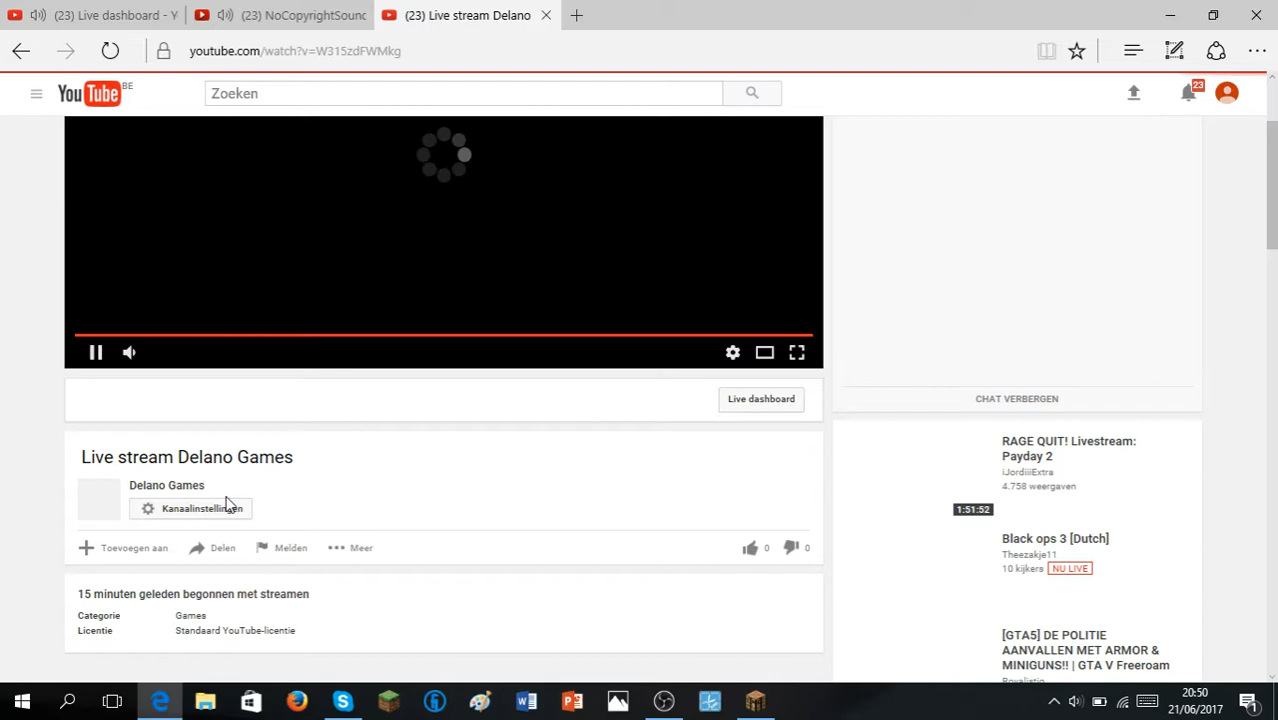 (23) Live dashboard - Y
(23) NoCopyrightSound
(23) Live stream Delano
youtube.com/watch?v=W315zdFWMkg
YouTube BE
Zoeken
23
CHAT VERBERGEN
Live dashboard
Live stream Delano Games
Delano Games
Kanaalinstellingen
Toevoegen aan
Delen
Melden
Meer
0
0
15 minuten geleden begonnen met streamen
Categorie
Games
Licentie
Standaard YouTube-licentie
RAGE QUIT! Livestream:
Payday 2
iJordiiiExtra
4.758 weergaven
1:51:52
Black ops 3 [Dutch]
Theezakje11
10 kijkers
NU LIVE
[GTA5] DE POLITIE
AANVALLEN MET ARMOR &
MINIGUNS!! | GTA V Freeroam
20:50
21/06/2017
1